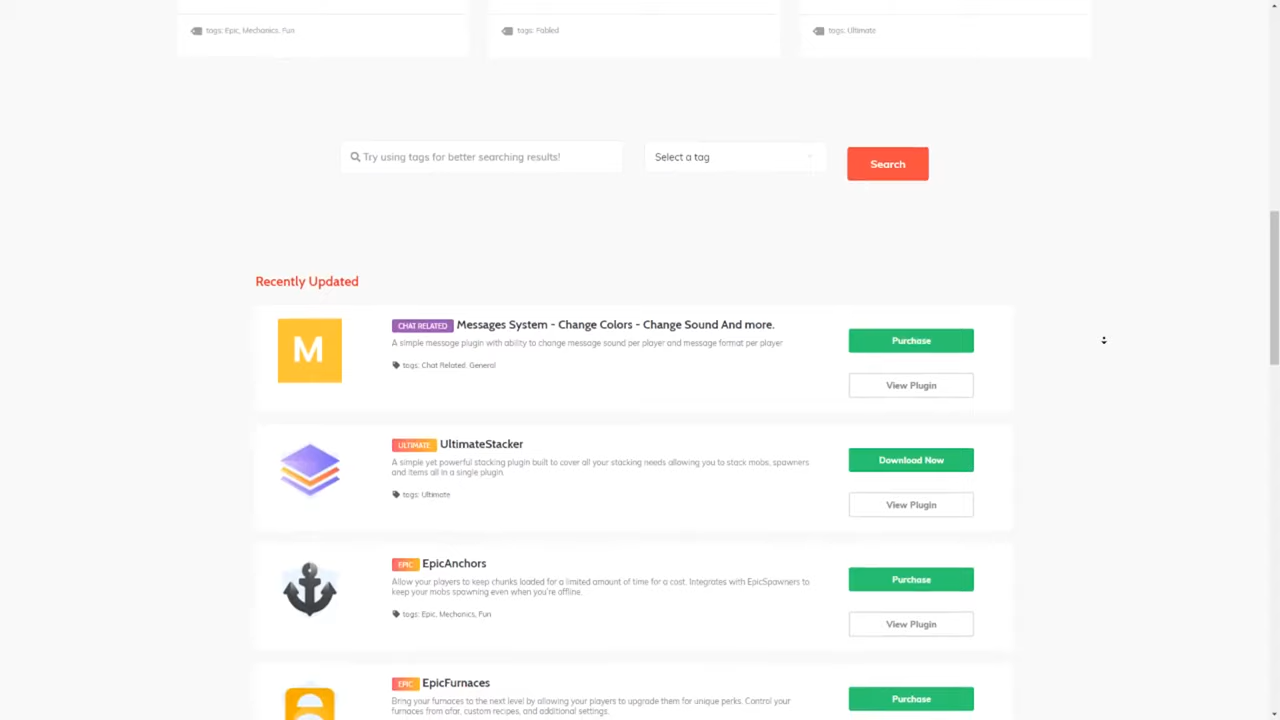 tags: Epic, Mechanics, Fun
tags: Fabled
tags: Ultimate
Try using tags for better searching results!
Select a tag
Search
Recently Updated
M
CHAT RELATED Messages System - Change Colors - Change Sound And more.
A simple message plugin with ability to change message sound per player and message format per player
tags: Chat Related, General
Purchase
View Plugin
ULTIMATE UltimateStacker
A simple yet powerful stacking plugin built to cover all your stacking needs allowing you to stack mobs, spawners
and items all in a single plugin.
tags: Ultimate
Download Now
View Plugin
EPIC EpicAnchors
Allow your players to keep chunks loaded for a limited amount of time for a cost. Integrates with EpicSpawners to
keep your mobs spawning even when you're offline.
tags: Epic, Mechanics, Fun
Purchase
View Plugin
EPIC EpicFurnaces
Bring your furnaces to the next level by allowing your players to upgrade them for unique perks. Control your
furnaces from afar, custom recipes, and additional settings.
Purchase